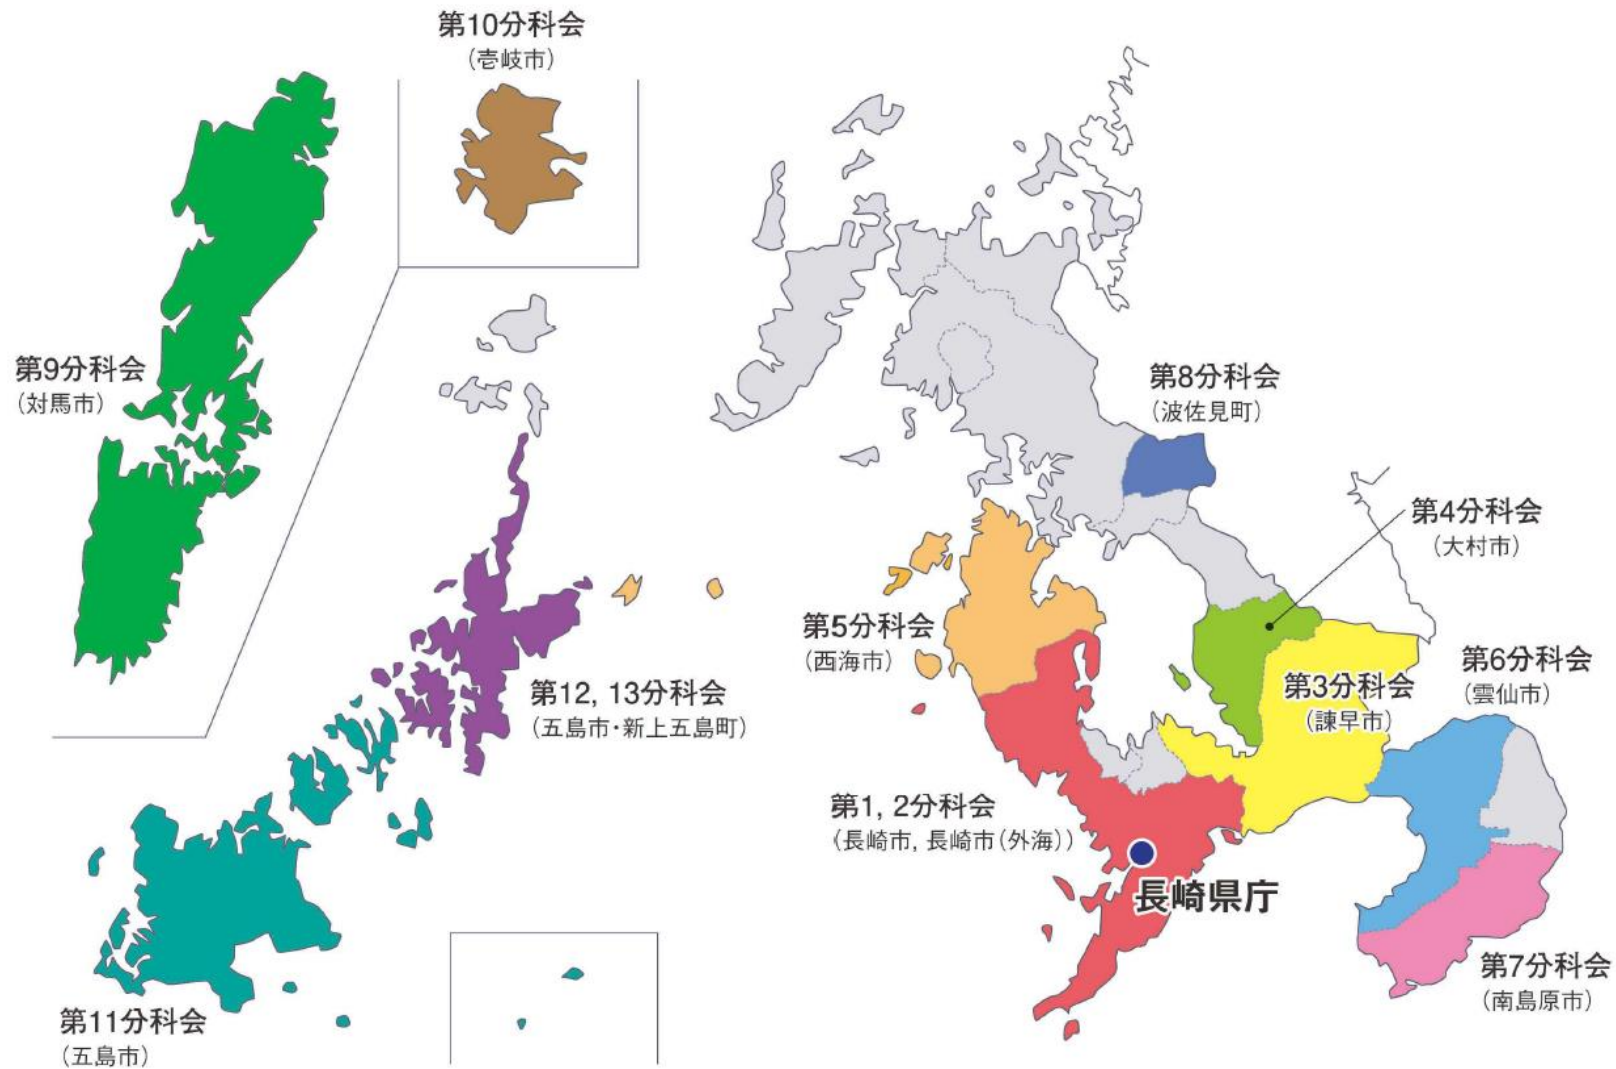 第10分科会
(壱岐市)
第9分科会
(対馬市)
第8分科会
(波佐見町)
第4分科会
(大村市)
第5分科会
(西海市)
第6分科会
(雲仙市)
第3分科会
(諫早市)
第12, 13分科会
(五島市・新上五島町)
第1, 2分科会
(長崎市, 長崎市(外海))
長崎県庁
第7分科会
(南島原市)
第11分科会
(五島市)